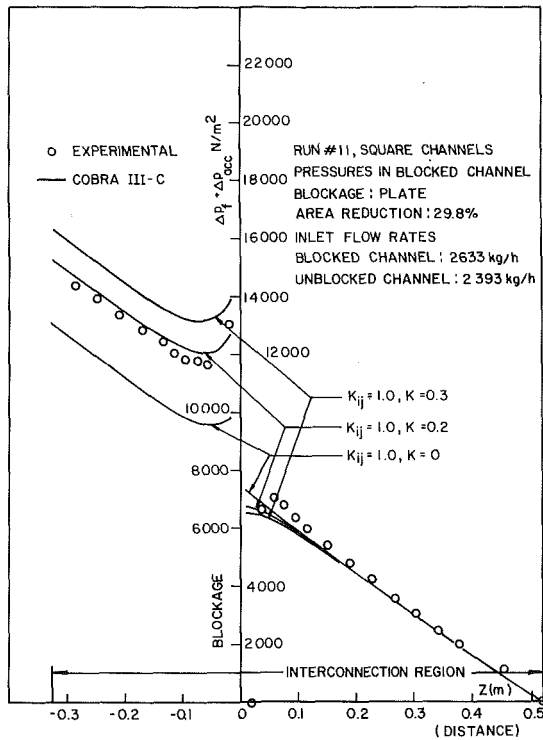 22000
20000
18000
16000
14000
12000
10000
8000
6000
4000
2000
Δp_f + Δp_acc N/m²
BLOCKAGE
EXPERIMENTAL
COBRA III-C
RUN #11, SQUARE CHANNELS
PRESSURES IN BLOCKED CHANNEL
BLOCKAGE : PLATE
AREA REDUCTION : 29.8%
INLET FLOW RATES
BLOCKED CHANNEL : 2633 kg/h
UNBLOCKED CHANNEL : 2393 kg/h
K_ij = 1.0, K = 0.3
K_ij = 1.0, K = 0.2
K_ij = 1.0, K = 0
INTERCONNECTION REGION
Z(m)
-0.3 -0.2 -0.1 0 0.1 0.2 0.3 0.4 0.5
(DISTANCE)